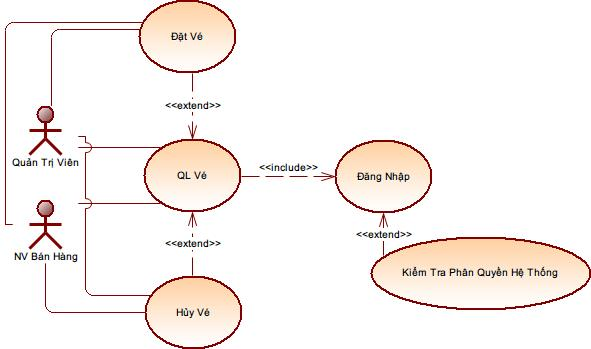 Đặt Vé
<<extend>>
Quản Trị Viên
QL Vé
<<include>>
Đăng Nhập
<<extend>>
<<extend>>
NV Bán Hàng
Kiểm Tra Phân Quyền Hệ Thống
Hủy Vé